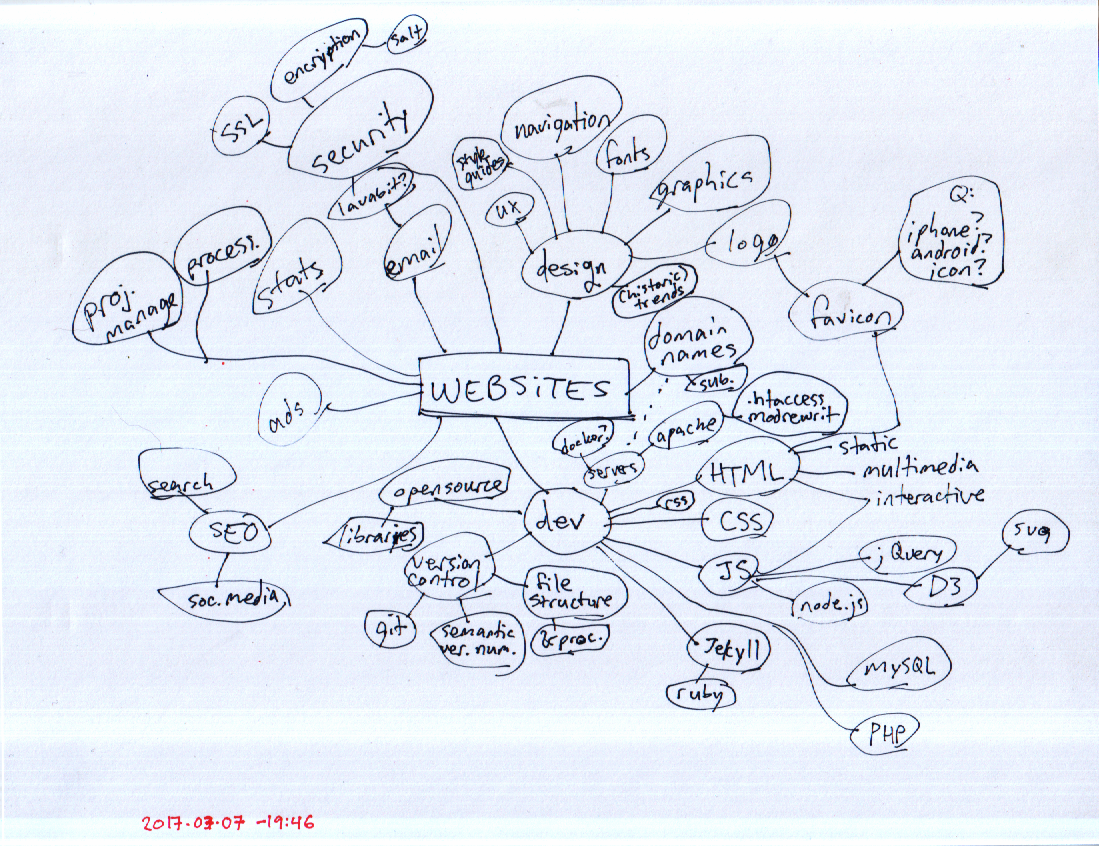 encryption
salt
SSL
security
lavabit?
email
style
guides
navigation
fonts
graphics
ux
design
logo
(historic)
trends
Q:
iphone?
android?
icon?
favicon
proj.
manage
process.
stats
ads
WEBSITES
domain
names
sub.
.htaccess
modrewrit
apache
docker?
servers
search
SEO
soc.media
opensource
libraries
dev
HTML
static
multimedia
interactive
rss
CSS
JS
jQuery
D3
svg
node.js
version
control
git
semantic
ver. num.
file
structure
& proc.
Jekyll
ruby
MySQL
PHP
2017.03.07 -19:46